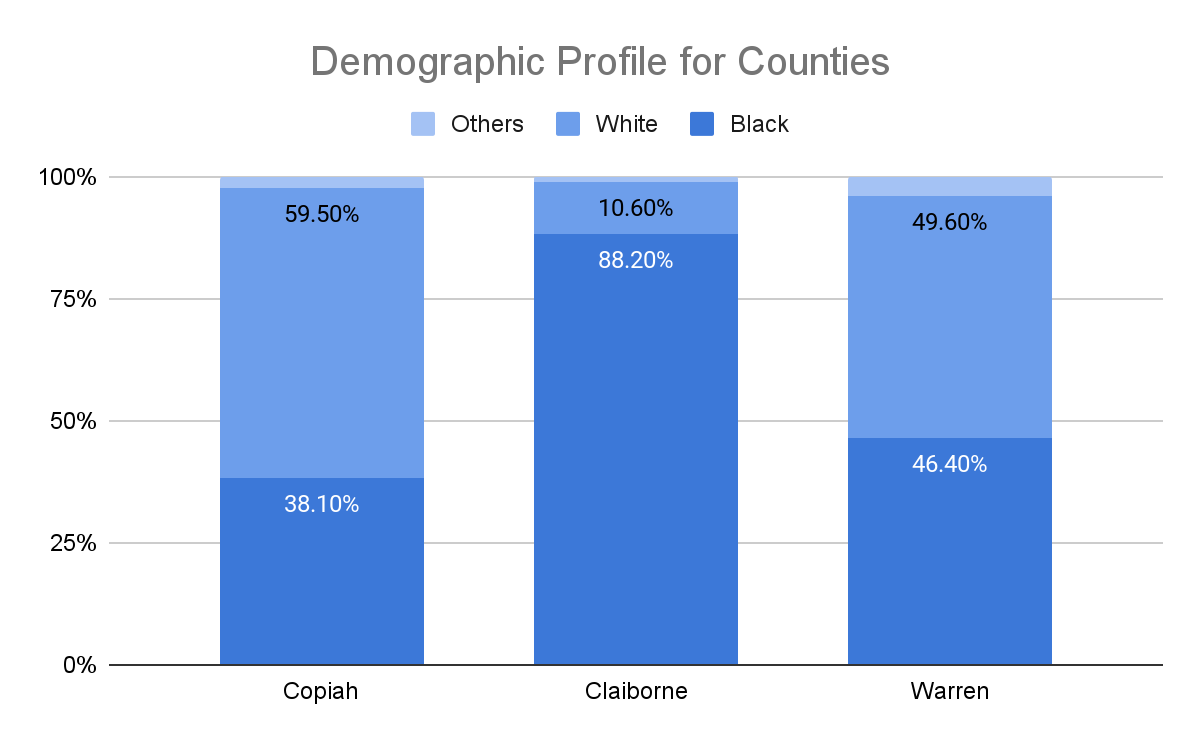 Demographic Profile for Counties
Others White Black
100%
59.50% 10.60% 49.60%
88.20%
75%
50%
46.40%
38.10%
25%
0%
Copiah Claiborne Warren